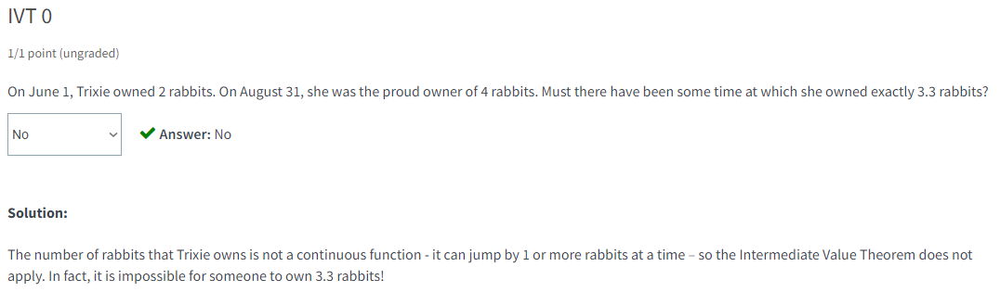 IVT 0
1/1 point (ungraded)
On June 1, Trixie owned 2 rabbits. On August 31, she was the proud owner of 4 rabbits. Must there have been some time at which she owned exactly 3.3 rabbits?
No
Answer: No
Solution:
The number of rabbits that Trixie owns is not a continuous function - it can jump by 1 or more rabbits at a time – so the Intermediate Value Theorem does not
apply. In fact, it is impossible for someone to own 3.3 rabbits!